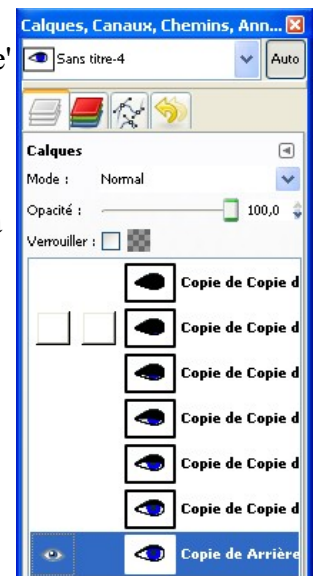 Calques, Canaux, Chemins, Ann...
e'
Sans titre-4
Auto
Calques
Mode : Normal
Opacité : 100,0
Verrouiller :
Copie de Copie d
Copie de Copie d
Copie de Copie d
Copie de Copie d
Copie de Copie d
Copie de Copie d
Copie de Arrière